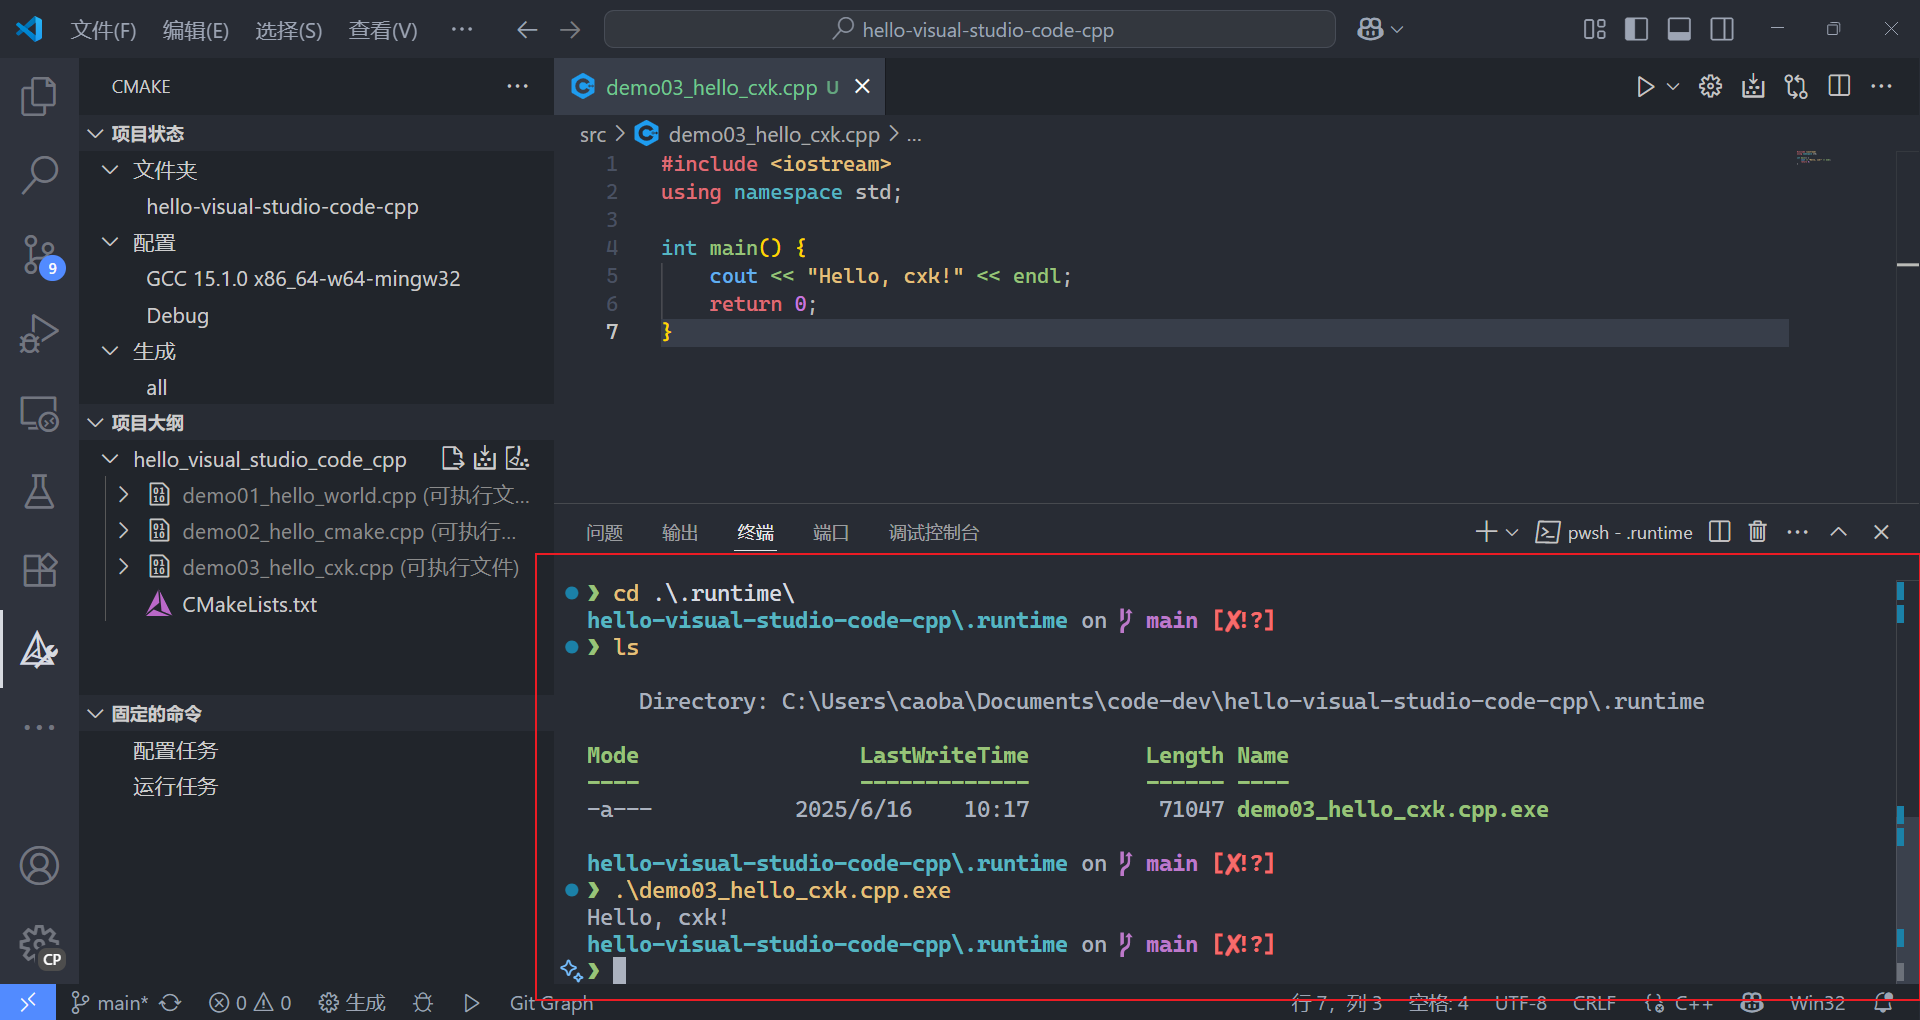 文件(F) 编辑(E) 选择(S) 查看(V) ··· hello-visual-studio-code-cpp
CMAKE
项目状态
文件夹
hello-visual-studio-code-cpp
配置
GCC 15.1.0 x86_64-w64-mingw32
Debug
生成
all
项目大纲
hello_visual_studio_code_cpp
demo01_hello_world.cpp (可执行文...
demo02_hello_cmake.cpp (可执行...
demo03_hello_cxk.cpp (可执行文件)
CMakeLists.txt
固定的命令
配置任务
运行任务
9
CP
demo03_hello_cxk.cpp U
src > demo03_hello_cxk.cpp > ...
1 #include <iostream>
2 using namespace std;
3
4 int main() {
5     cout << "Hello, cxk!" << endl;
6     return 0;
7 }
问题 输出 终端 端口 调试控制台 pwsh - .runtime
❯ cd .\.runtime\
hello-visual-studio-code-cpp\.runtime on main [✘!?]
❯ ls
Directory: C:\Users\caoba\Documents\code-dev\hello-visual-studio-code-cpp\.runtime
Mode LastWriteTime Length Name
---- ------------- ------ ----
-a--- 2025/6/16 10:17 71047 demo03_hello_cxk.cpp.exe
hello-visual-studio-code-cpp\.runtime on main [✘!?]
❯ .\demo03_hello_cxk.cpp.exe
Hello, cxk!
hello-visual-studio-code-cpp\.runtime on main [✘!?]
❯
main* 0 0 生成 Git Graph 行 7, 列 3 空格: 4 UTF-8 CRLF C++ Win32